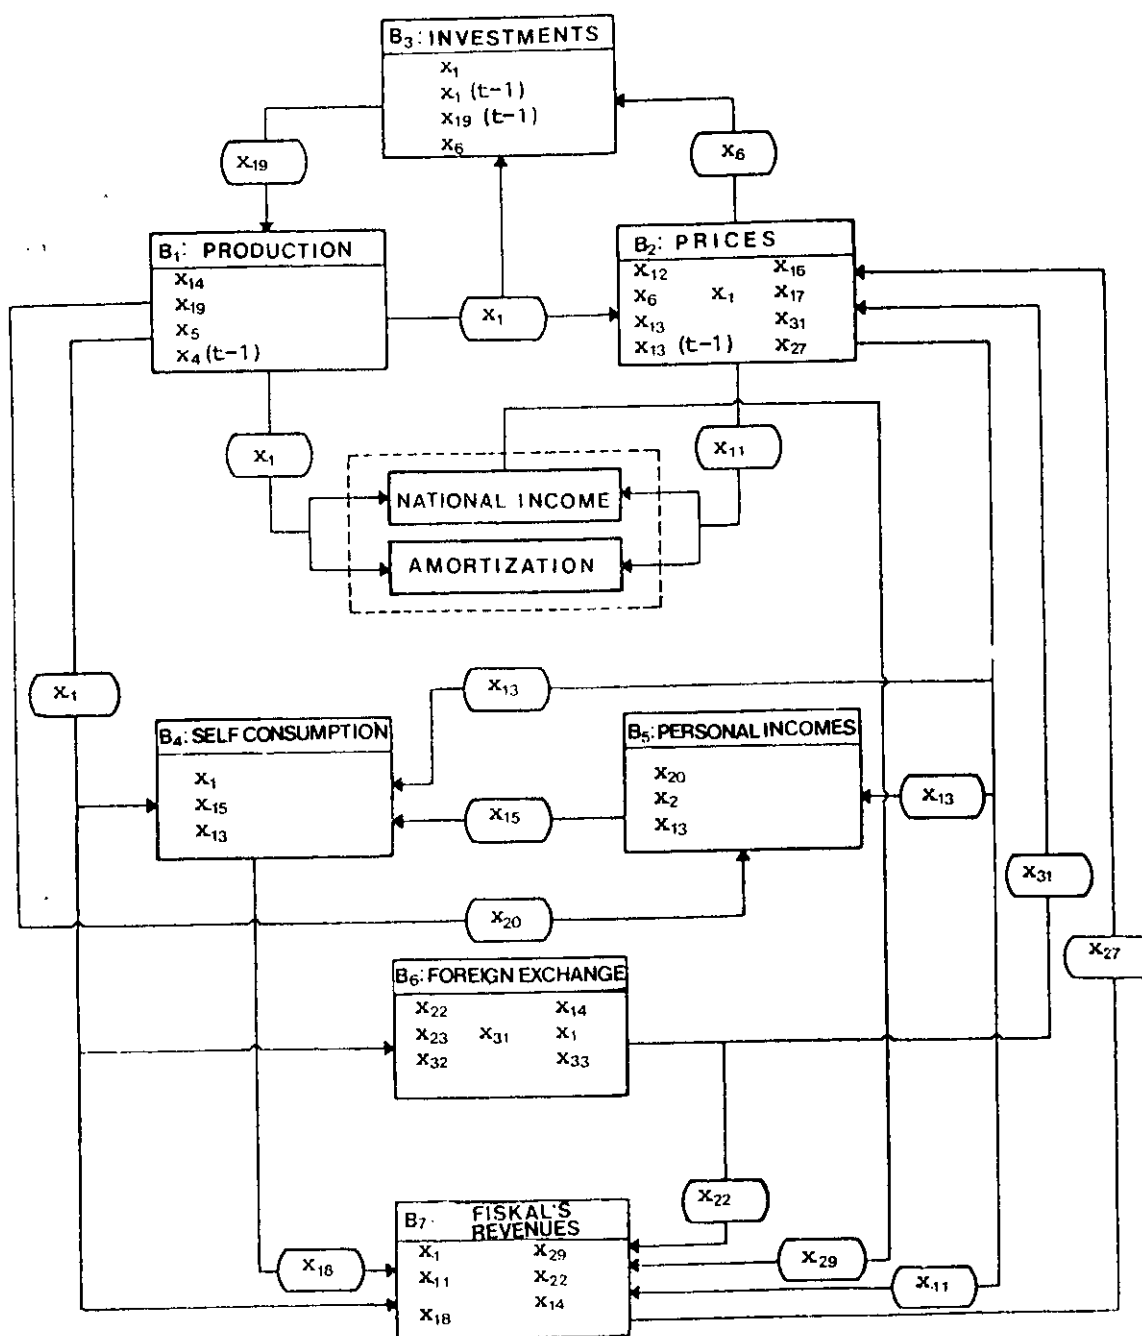 B₃: INVESTMENTS
x₁
x₁ (t-1)
x₁₉ (t-1)
x₆
x₁₉
x₆
B₁: PRODUCTION
x₁₄
x₁₉
x₅
x₄ (t-1)
x₁
B₂: PRICES
x₁₂ x₁₆
x₆ x₁ x₁₇
x₁₃ x₃₁
x₁₃ (t-1) x₂₇
x₁
x₁₁
NATIONAL INCOME
AMORTIZATION
x₁
x₁₃
B₄: SELF CONSUMPTION
x₁
x₁₅
x₁₃
x₁₅
B₅: PERSONAL INCOMES
x₂₀
x₂
x₁₃
x₁₃
x₃₁
x₂₀
x₂₇
B₆: FOREIGN EXCHANGE
x₂₂ x₁₄
x₂₃ x₃₁ x₁
x₃₂ x₃₃
x₂₂
B₇: FISKAL'S
REVENUES
x₁ x₂₉
x₁₁ x₂₂
x₁₈ x₁₄
x₁₈
x₂₉
x₁₁